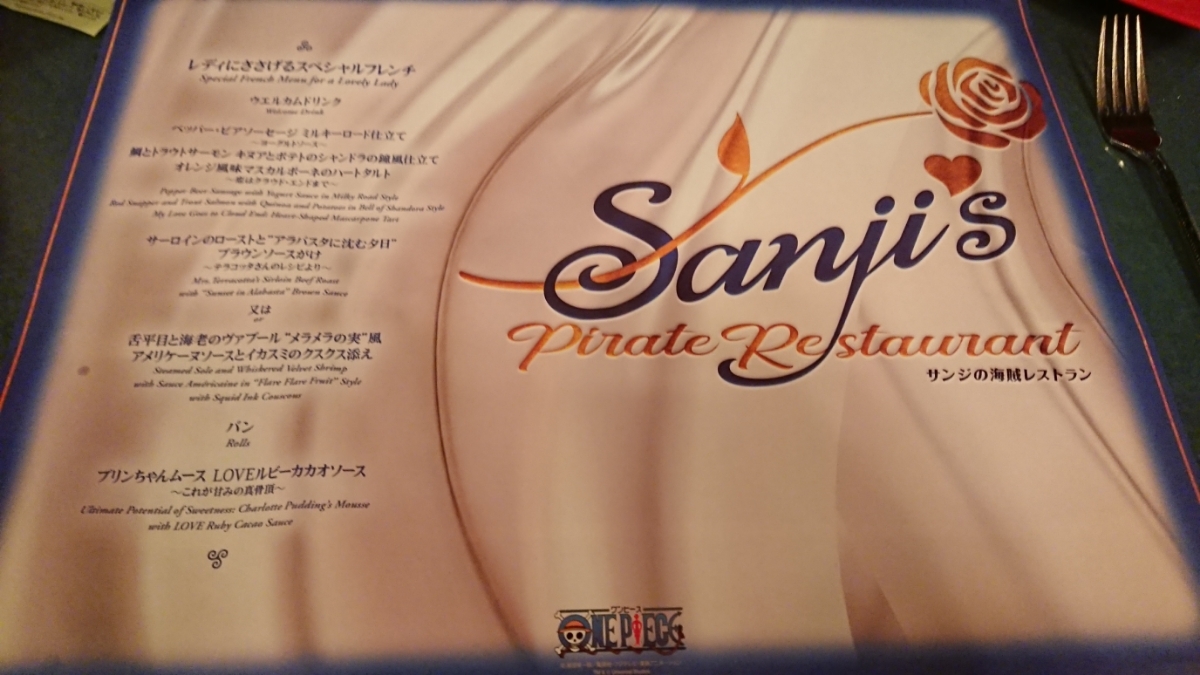 レディにささげるスペシャルフレンチ
Special French Menu for a Lovely Lady
ウエルカムドリンク
Welcome Drink
ペッパー・ビアソーセージ ミルキーロード仕立て
～ヨーグルトソース～
鯛とトラウトサーモン キヌアとポテトのシャンドラの鐘風仕立て
オレンジ風味マスカルポーネのハートタルト
～恋はクラウド・エンドまで～
Pepper Beer Sausage with Yogurt Sauce in Milky Road Style
Red Snapper and Trout Salmon with Quinoa and Potatoes in Bell of Shandora Style
My Love Goes to Cloud End: Heart-Shaped Mascarpone Tart
サーロインのローストと"アラバスタに沈む夕日"
ブラウンソースがけ
～テラコッタさんのレシピより～
Mrs. Terracotta's Sirloin Beef Roast
with "Sunset in Alabasta" Brown Sauce
又は
or
舌平目と海老のヴァプール "メラメラの実"風
アメリケーヌソースとイカスミのクスクス添え
Steamed Sole and Whiskered Velvet Shrimp
with Sauce Américaine in "Flare Flare Fruit" Style
with Squid Ink Couscous
パン
Rolls
プリンちゃんムース LOVEルビーカカオソース
～これが甘みの真骨頂～
Ultimate Potential of Sweetness: Charlotte Pudding's Mousse
with LOVE Ruby Cacao Sauce
Sanji's
Pirate Restaurant
サンジの海賊レストラン
ワンピース
ONE PIECE